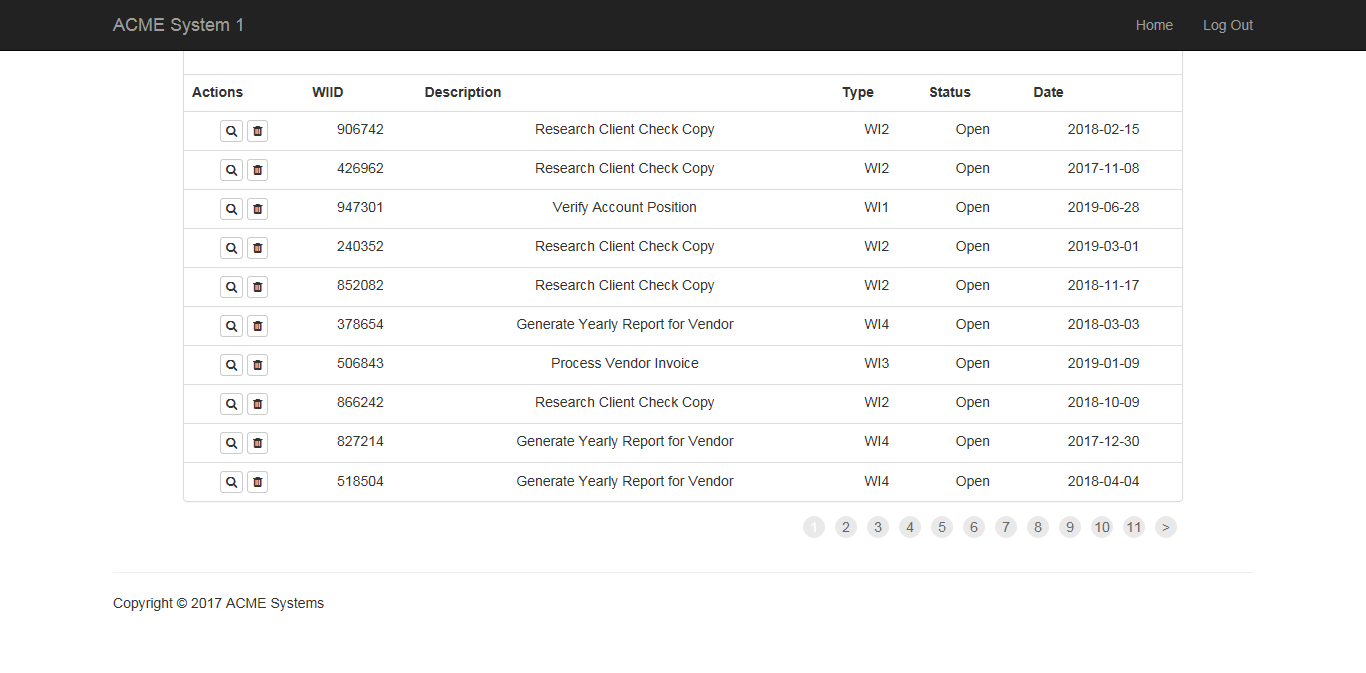 ACME System 1 Home Log Out
Actions WIID Description Type Status Date
906742 Research Client Check Copy WI2 Open 2018-02-15
426962 Research Client Check Copy WI2 Open 2017-11-08
947301 Verify Account Position WI1 Open 2019-06-28
240352 Research Client Check Copy WI2 Open 2019-03-01
852082 Research Client Check Copy WI2 Open 2018-11-17
378654 Generate Yearly Report for Vendor WI4 Open 2018-03-03
506843 Process Vendor Invoice WI3 Open 2019-01-09
866242 Research Client Check Copy WI2 Open 2018-10-09
827214 Generate Yearly Report for Vendor WI4 Open 2017-12-30
518504 Generate Yearly Report for Vendor WI4 Open 2018-04-04
1 2 3 4 5 6 7 8 9 10 11 >
Copyright © 2017 ACME Systems